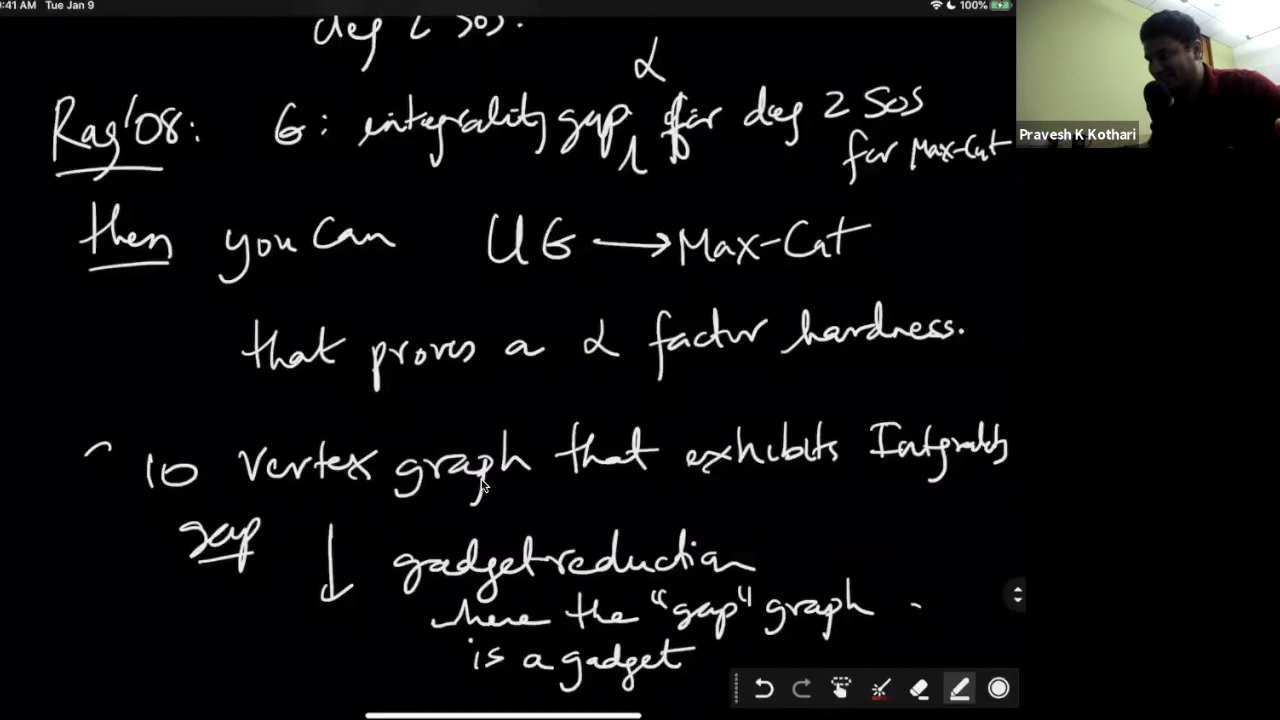 9:41 AM Tue Jan 9
100%
deg 2 SoS.
Pravesh K Kothari
Rag'08: G: integrality gap α for deg 2 SoS
for Max-Cut
then you can UG → Max-Cut
that proves a α factor hardness.
10 vertex graph that exhibits Integrality
gap ↓ gadget reduction
where the "gap" graph
is a gadget